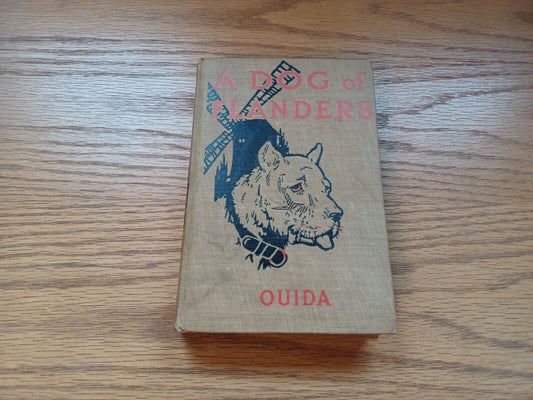 A DOG of
FLANDERS
OUIDA